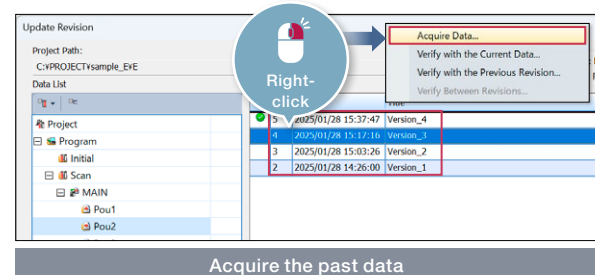 Update Revision
Project Path:
C:¥PROJECT¥sample_E¥E
Data List
Project
Program
Initial
Scan
MAIN
Pou1
Pou2
Right-
click
Acquire Data...
Verify with the Current Data...
Verify with the Previous Revision...
Verify Between Revisions...
5 2025/01/28 15:37:47 Version_4
4 2025/01/28 15:17:16 Version_3
3 2025/01/28 15:03:26 Version_2
2 2025/01/28 14:26:00 Version_1
Acquire the past data